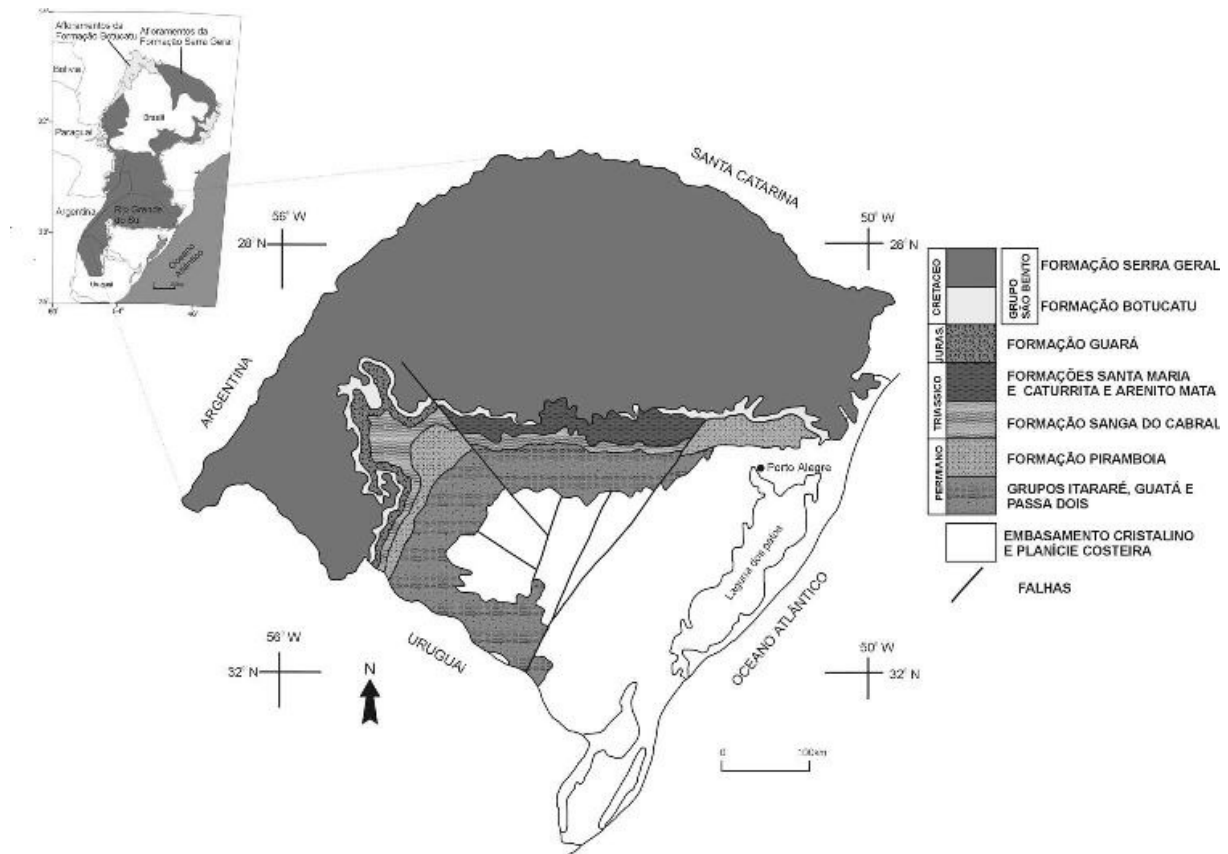 Afloramentos da
Formação Botucatu
Afloramentos da
Formação Serra Geral
Bolívia
Brasil
Paraguai
Argentina
Rio Grande
do Sul
Oceano
Atlântico
Uruguai
SANTA CATARINA
56° W
28° N
50° W
28° N
ARGENTINA
CRETACEO
GRUPO
SÃO BENTO
FORMAÇÃO SERRA GERAL
FORMAÇÃO BOTUCATU
JURAS.
FORMAÇÃO GUARÁ
TRIASSICO
FORMAÇÕES SANTA MARIA
E CATURRITA E ARENITO MATA
FORMAÇÃO SANGA DO CABRAL
PERMIANO
FORMAÇÃO PIRAMBOIA
GRUPOS ITARARÉ, GUATÁ E
PASSA DOIS
EMBASAMENTO CRISTALINO
E PLANÍCIE COSTEIRA
FALHAS
Porto Alegre
Laguna dos patos
OCEANO ATLÂNTICO
URUGUAI
56° W
32° N
N
50° W
32° N
0 100km